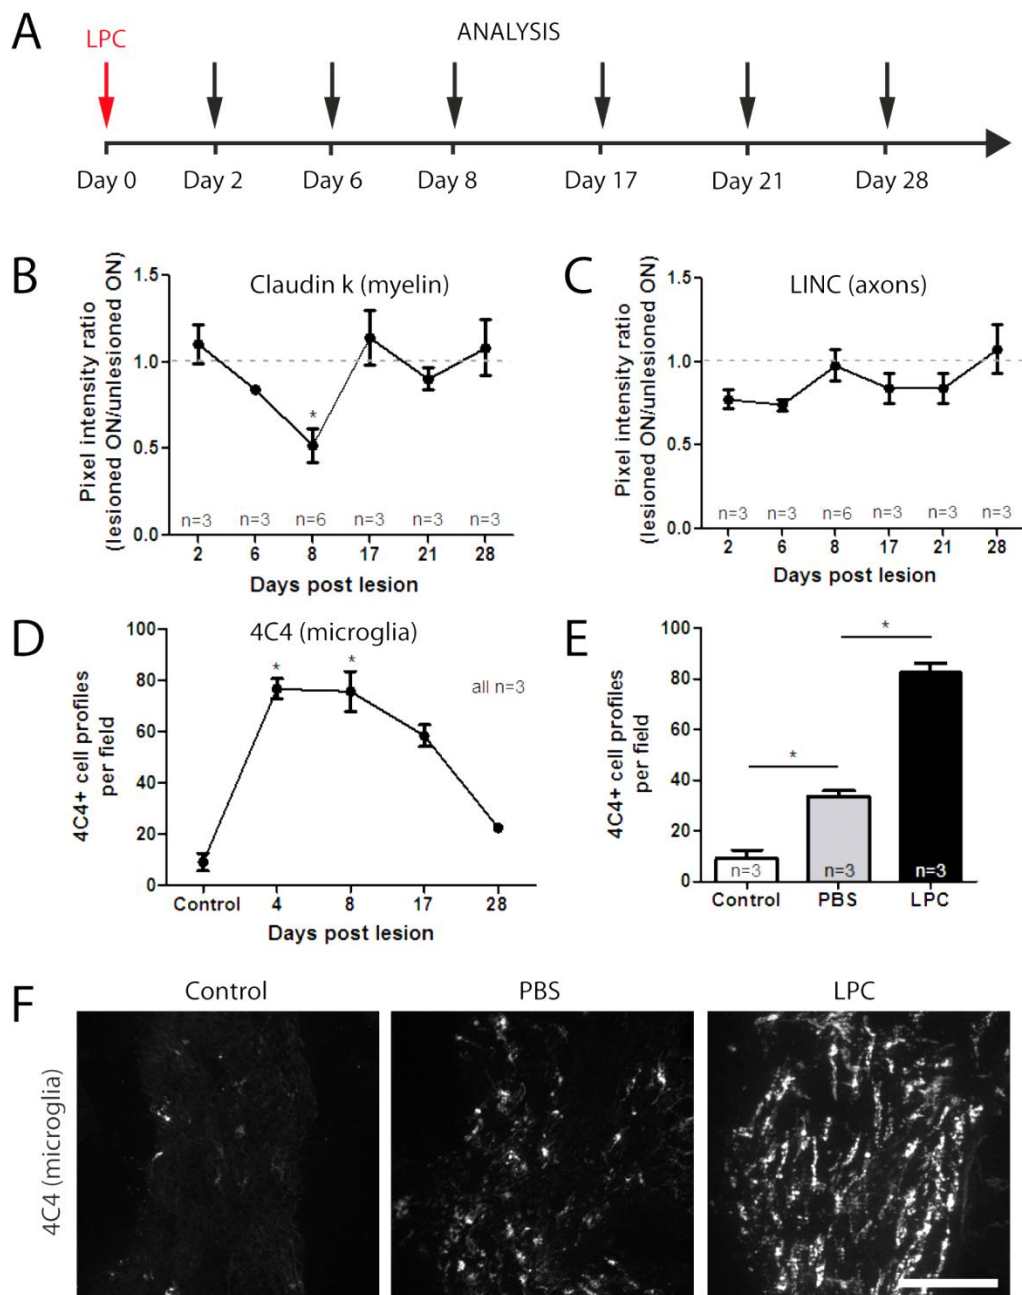 A
LPC
ANALYSIS
Day 0
Day 2
Day 6
Day 8
Day 17
Day 21
Day 28
B
Claudin k (myelin)
Pixel intensity ratio
(lesioned ON/unlesioned ON)
1.5
1.0
0.5
0.0
*
n=3
n=3
n=6
n=3
n=3
n=3
2
6
8
17
21
28
Days post lesion
C
LINC (axons)
Pixel intensity ratio
(lesioned ON/unlesioned ON)
1.5
1.0
0.5
0.0
n=3
n=3
n=6
n=3
n=3
n=3
2
6
8
17
21
28
Days post lesion
D
4C4 (microglia)
4C4+ cell profiles
per field
100
80
60
40
20
0
*
*
all n=3
Control
4
8
17
28
Days post lesion
E
4C4+ cell profiles
per field
100
80
60
40
20
0
*
*
n=3
n=3
n=3
Control
PBS
LPC
F
Control
PBS
LPC
4C4 (microglia)